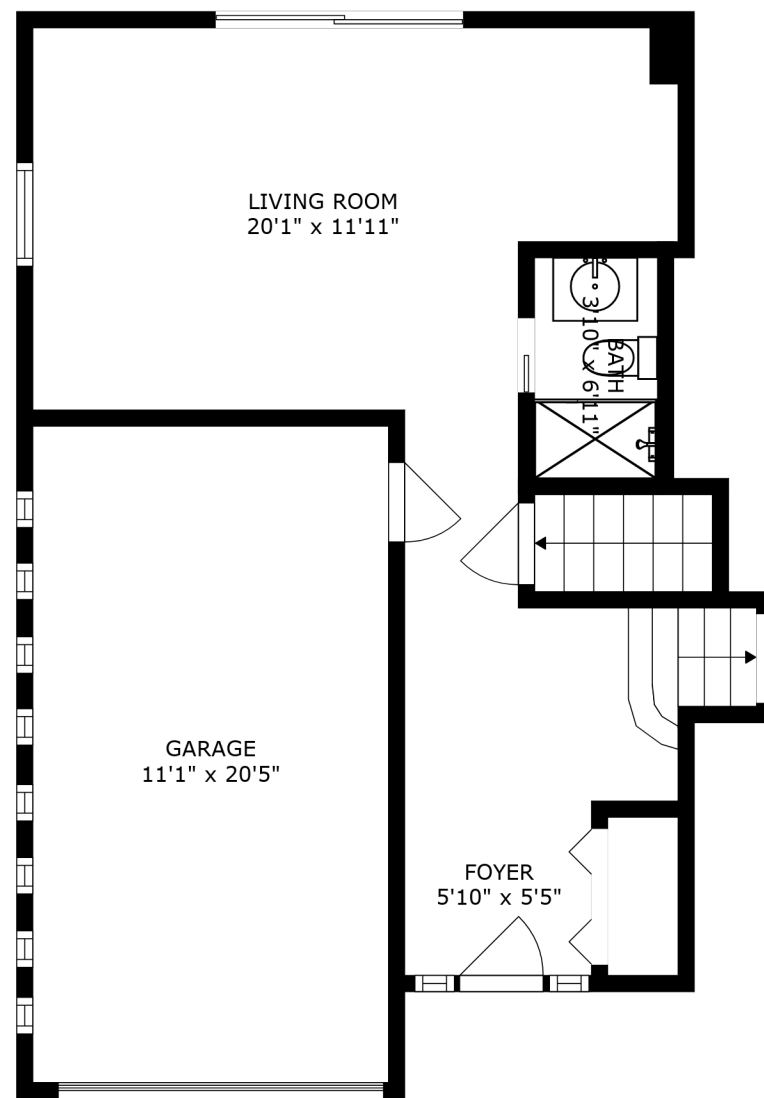 LIVING ROOM
20'1" x 11'11"
BATH
3'10" x 6'11"
GARAGE
11'1" x 20'5"
FOYER
5'10" x 5'5"